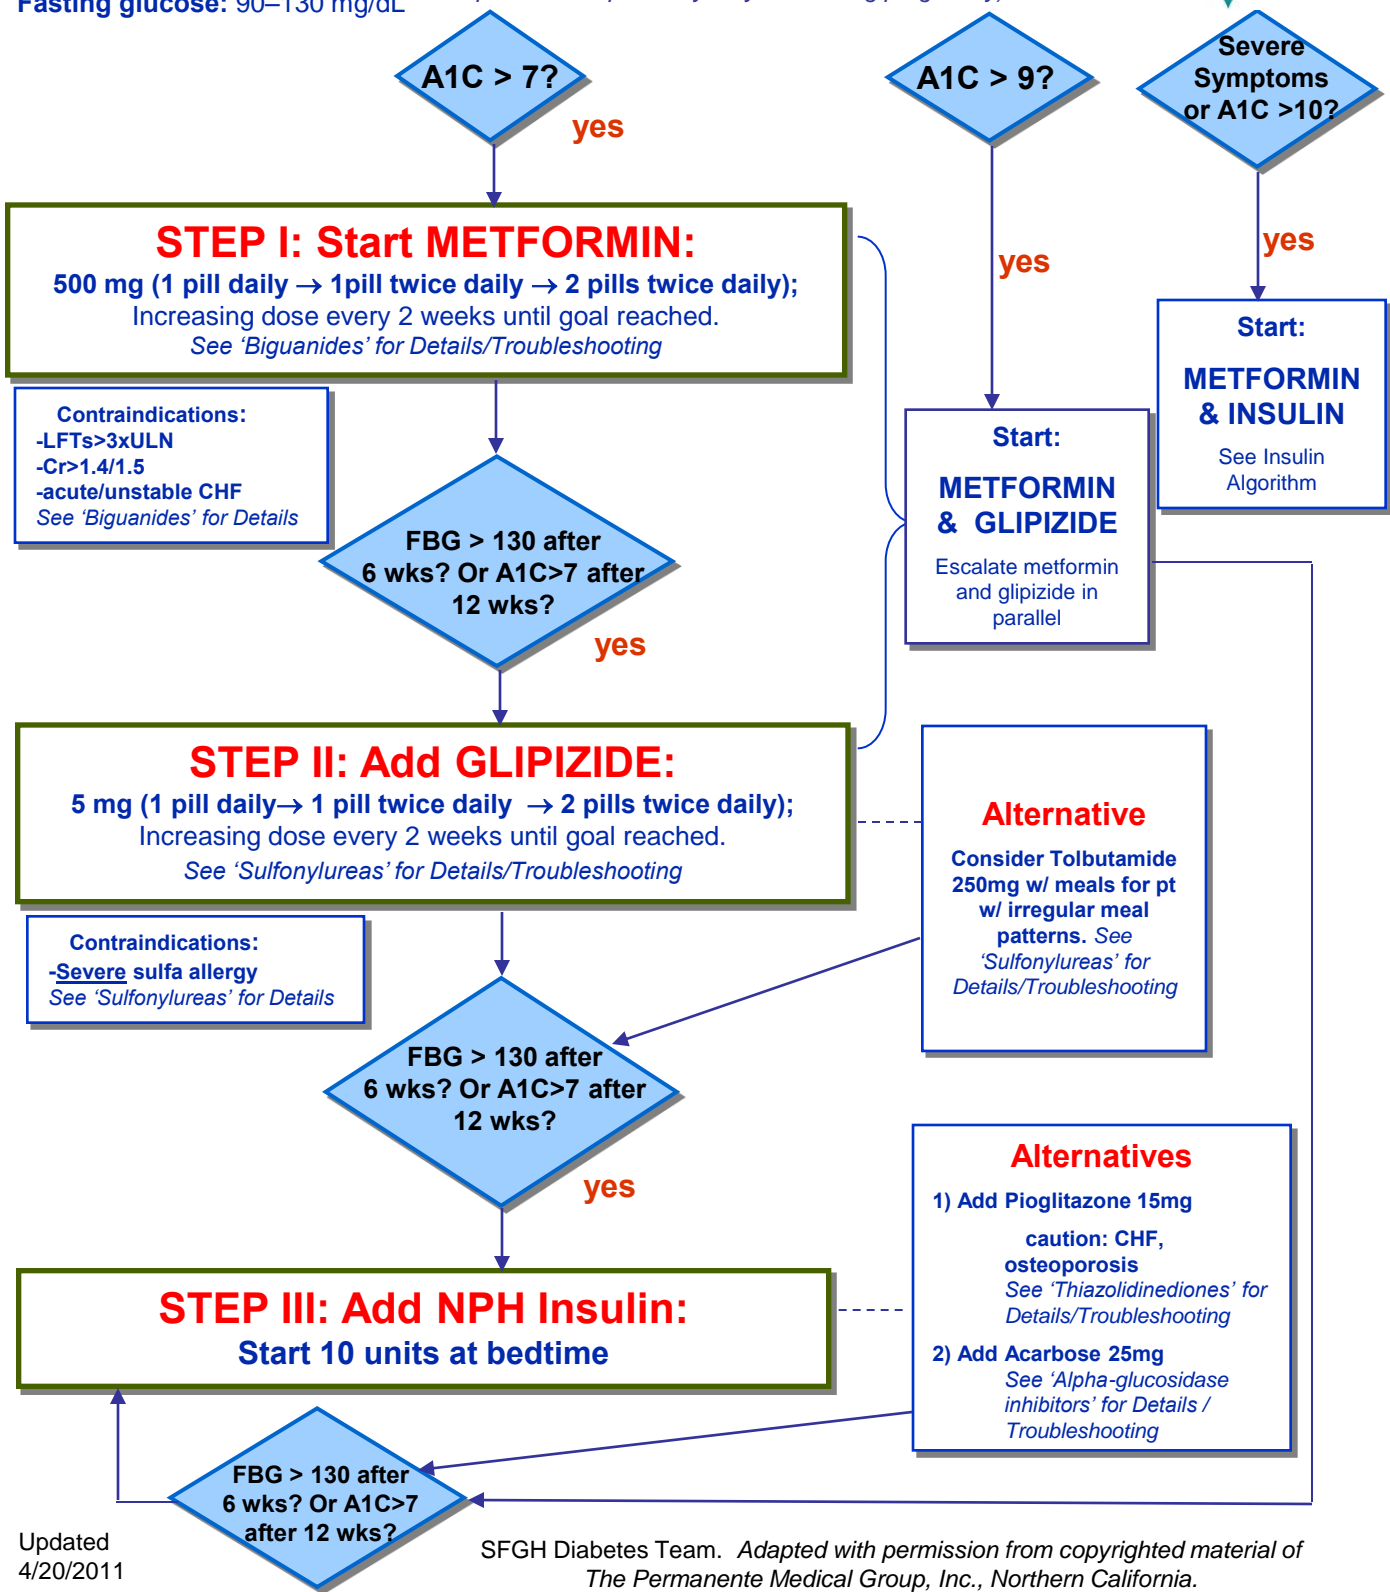 Fasting glucose: 90–130 mg/dL
A1C > 7?
yes
A1C > 9?
yes
Severe
Symptoms
or A1C >10?
yes
STEP I: Start METFORMIN:
500 mg (1 pill daily → 1pill twice daily → 2 pills twice daily);
Increasing dose every 2 weeks until goal reached.
See ‘Biguanides’ for Details/Troubleshooting
Start:
METFORMIN
& INSULIN
See Insulin
Algorithm
Contraindications:
-LFTs>3xULN
-Cr>1.4/1.5
-acute/unstable CHF
See ‘Biguanides’ for Details
Start:
METFORMIN
& GLIPIZIDE
Escalate metformin
and glipizide in
parallel
FBG > 130 after
6 wks? Or A1C>7 after
12 wks?
yes
STEP II: Add GLIPIZIDE:
5 mg (1 pill daily→ 1 pill twice daily → 2 pills twice daily);
Increasing dose every 2 weeks until goal reached.
See ‘Sulfonylureas’ for Details/Troubleshooting
Alternative
Consider Tolbutamide
250mg w/ meals for pt
w/ irregular meal
patterns. See
‘Sulfonylureas’ for
Details/Troubleshooting
Contraindications:
-Severe sulfa allergy
See ‘Sulfonylureas’ for Details
FBG > 130 after
6 wks? Or A1C>7 after
12 wks?
yes
Alternatives
1) Add Pioglitazone 15mg
caution: CHF,
osteoporosis
See ‘Thiazolidinediones’ for
Details/Troubleshooting
2) Add Acarbose 25mg
See ‘Alpha-glucosidase
inhibitors’ for Details /
Troubleshooting
STEP III: Add NPH Insulin:
Start 10 units at bedtime
FBG > 130 after
6 wks? Or A1C>7
after 12 wks?
Updated
4/20/2011
SFGH Diabetes Team. Adapted with permission from copyrighted material of
The Permanente Medical Group, Inc., Northern California.